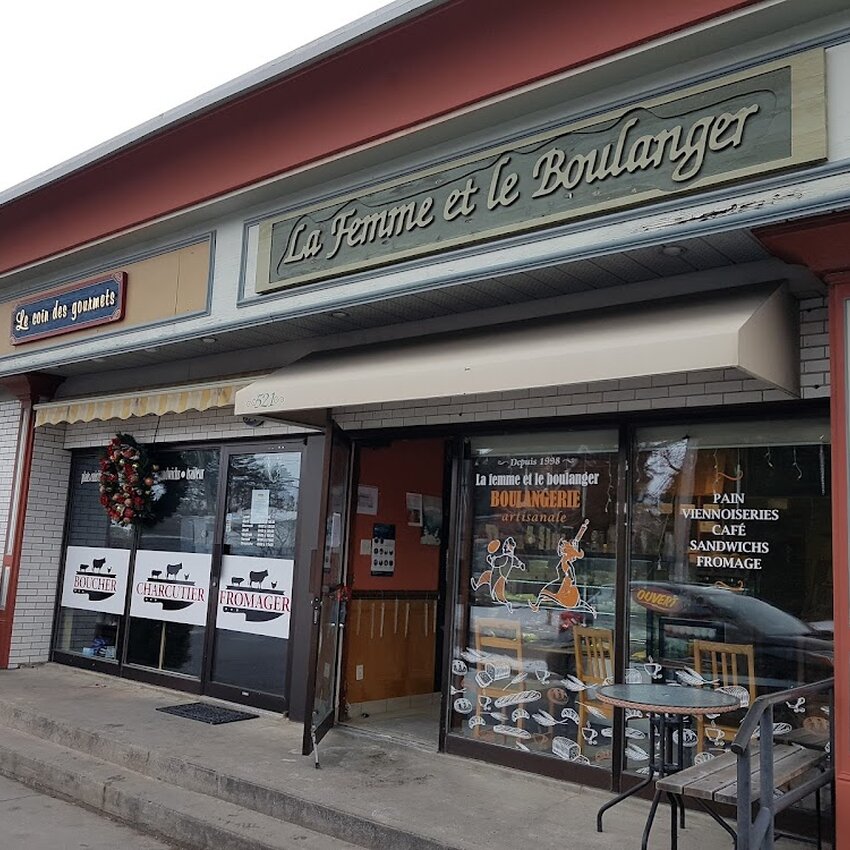 La Femme et le Boulanger
Le coin des gourmets
521
BOUCHER
CHARCUTIER
FROMAGER
Depuis 1998
La femme et le boulanger
BOULANGERIE
artisanale
PAIN
VIENNOISERIES
CAFÉ
SANDWICHS
FROMAGE
OUVERT